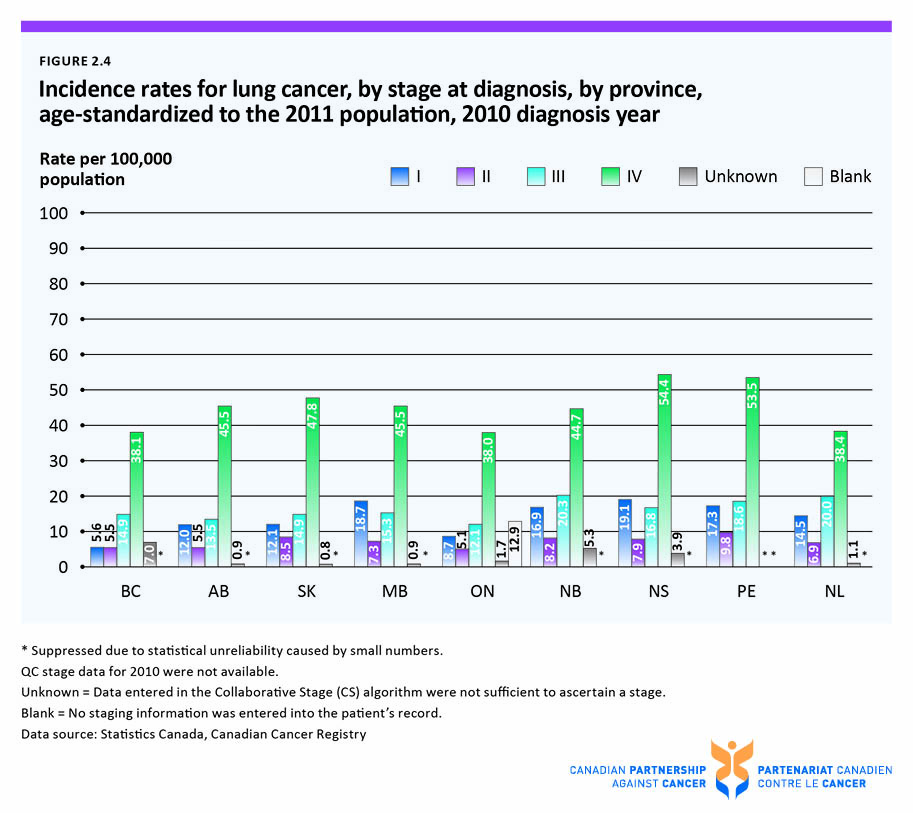 FIGURE 2.4
Incidence rates for lung cancer, by stage at diagnosis, by province,
age-standardized to the 2011 population, 2010 diagnosis year
Rate per 100,000
population
I II III IV Unknown Blank
100
90
80
70
60
50
40
30
20
10
0
5.6 5.5 14.9 38.1 7.0 *
12.0 5.5 13.5 45.5 0.9 *
12.1 8.5 14.9 47.8 0.8 *
18.7 7.3 15.3 45.5 0.9 *
8.7 5.1 12.1 38.0 1.7 12.9
16.9 8.2 20.3 44.7 5.3 *
19.1 7.9 16.8 54.4 3.9 *
17.3 9.8 18.6 53.5 * *
14.5 6.9 20.0 38.4 1.1 *
BC AB SK MB ON NB NS PE NL
* Suppressed due to statistical unreliability caused by small numbers.
QC stage data for 2010 were not available.
Unknown = Data entered in the Collaborative Stage (CS) algorithm were not sufficient to ascertain a stage.
Blank = No staging information was entered into the patient's record.
Data source: Statistics Canada, Canadian Cancer Registry
CANADIAN PARTNERSHIP
AGAINST CANCER
PARTENARIAT CANADIEN
CONTRE LE CANCER